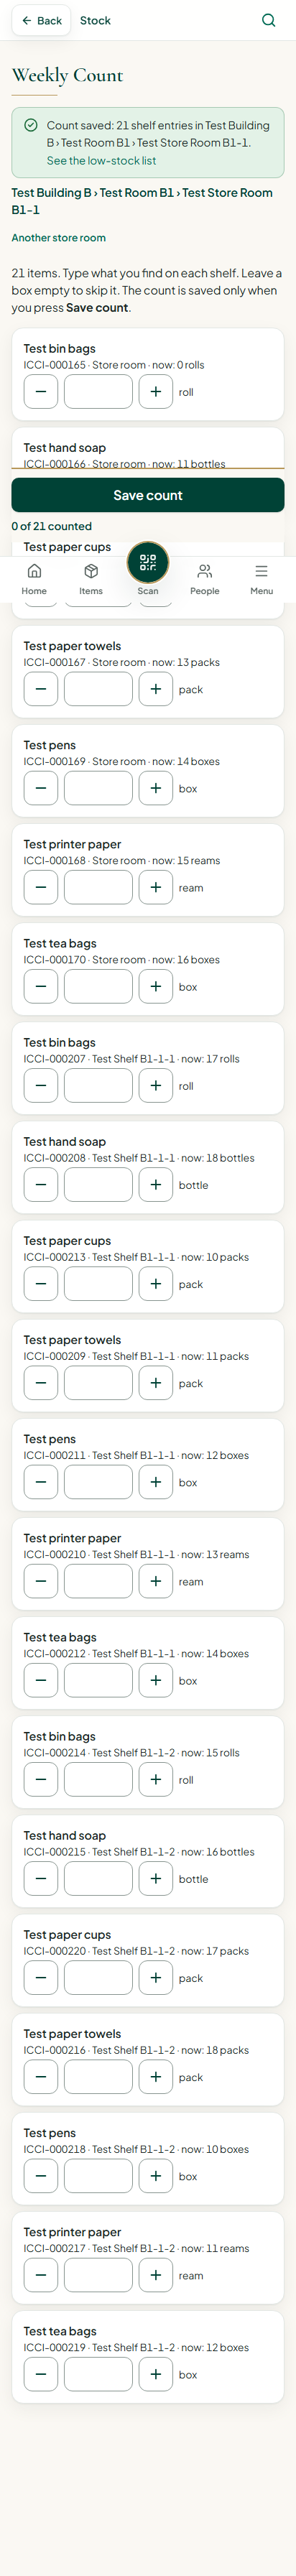 Back
Stock
Weekly Count
Count saved: 21 shelf entries in Test Building
B › Test Room B1 › Test Store Room B1-1.
See the low-stock list
Test Building B › Test Room B1 › Test Store Room
B1-1
Another store room
21 items. Type what you find on each shelf. Leave a
box empty to skip it. The count is saved only when
you press Save count.
Test bin bags
ICCI-000165 · Store room · now: 0 rolls
roll
Test hand soap
ICCI-000166 · Store room · now: 11 bottles
Save count
0 of 21 counted
Test paper cups
Home
Items
Scan
People
Menu
Test paper towels
ICCI-000167 · Store room · now: 13 packs
pack
Test pens
ICCI-000169 · Store room · now: 14 boxes
box
Test printer paper
ICCI-000168 · Store room · now: 15 reams
ream
Test tea bags
ICCI-000170 · Store room · now: 16 boxes
box
Test bin bags
ICCI-000207 · Test Shelf B1-1-1 · now: 17 rolls
roll
Test hand soap
ICCI-000208 · Test Shelf B1-1-1 · now: 18 bottles
bottle
Test paper cups
ICCI-000213 · Test Shelf B1-1-1 · now: 10 packs
pack
Test paper towels
ICCI-000209 · Test Shelf B1-1-1 · now: 11 packs
pack
Test pens
ICCI-000211 · Test Shelf B1-1-1 · now: 12 boxes
box
Test printer paper
ICCI-000210 · Test Shelf B1-1-1 · now: 13 reams
ream
Test tea bags
ICCI-000212 · Test Shelf B1-1-1 · now: 14 boxes
box
Test bin bags
ICCI-000214 · Test Shelf B1-1-2 · now: 15 rolls
roll
Test hand soap
ICCI-000215 · Test Shelf B1-1-2 · now: 16 bottles
bottle
Test paper cups
ICCI-000220 · Test Shelf B1-1-2 · now: 17 packs
pack
Test paper towels
ICCI-000216 · Test Shelf B1-1-2 · now: 18 packs
pack
Test pens
ICCI-000218 · Test Shelf B1-1-2 · now: 10 boxes
box
Test printer paper
ICCI-000217 · Test Shelf B1-1-2 · now: 11 reams
ream
Test tea bags
ICCI-000219 · Test Shelf B1-1-2 · now: 12 boxes
box